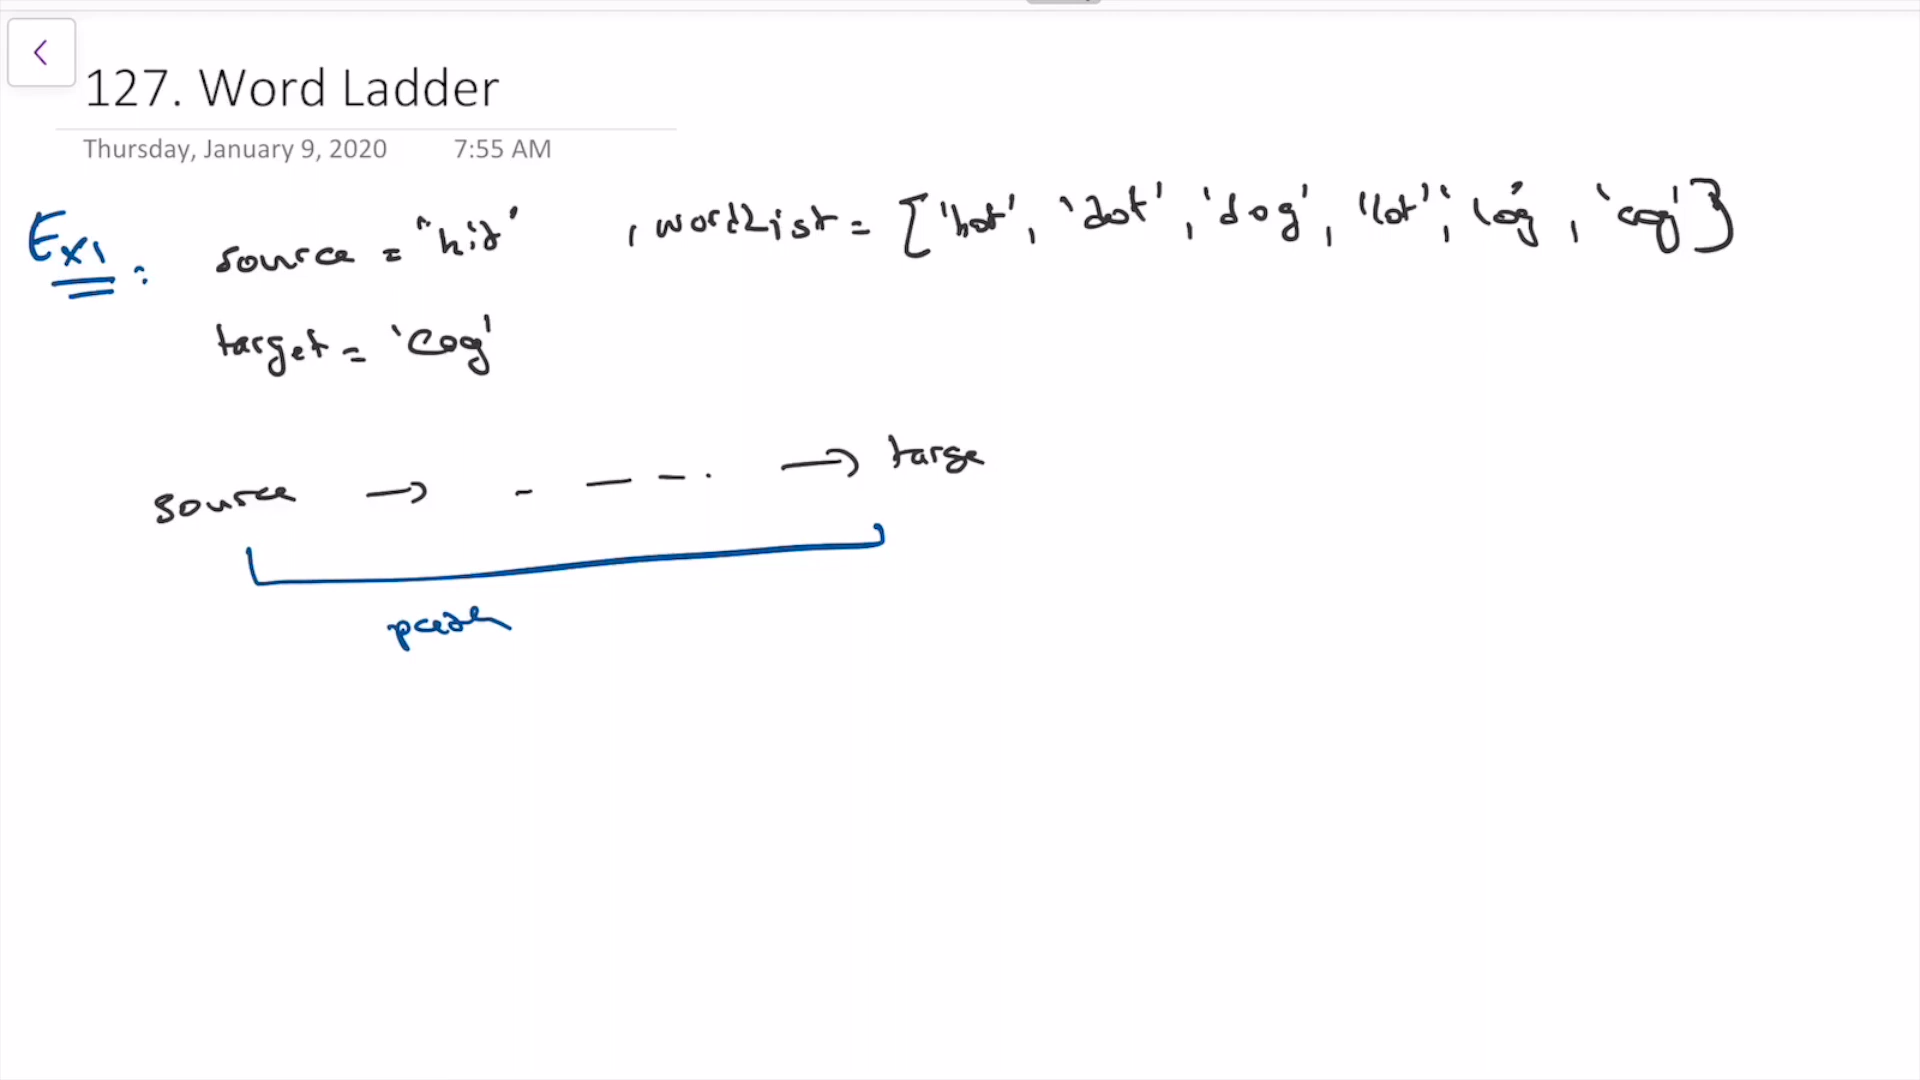 127. Word Ladder
Thursday, January 9, 2020 7:55 AM
Ex1: source = "hit" , wordList = ['hot', 'dot', 'dog', 'lot', 'log', 'cog']
target = 'cog'
source → - — — . → targe
path